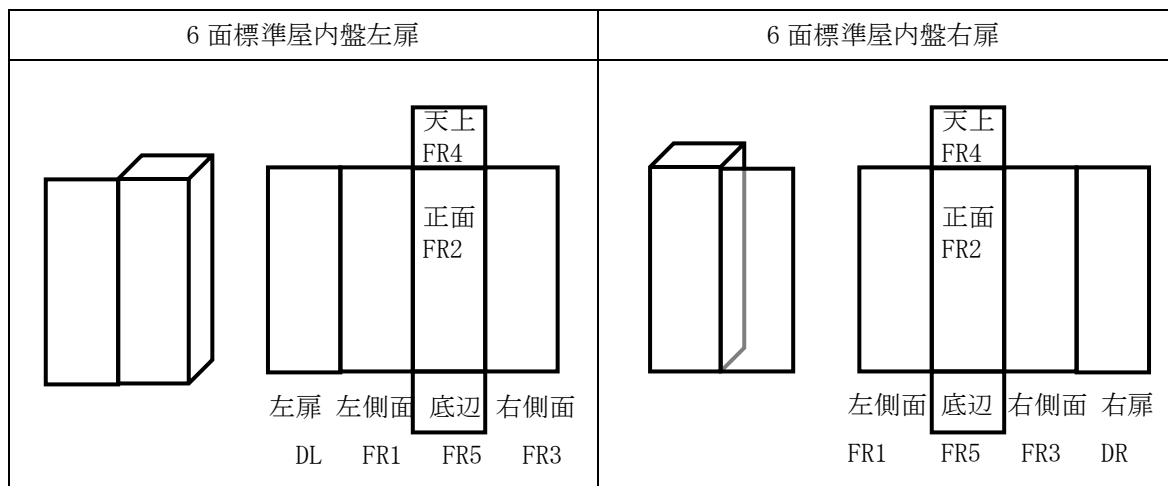 6 面標準屋内盤左扉
6 面標準屋内盤右扉
天上
FR4
正面
FR2
左扉 左側面 底辺 右側面
DL FR1 FR5 FR3
天上
FR4
正面
FR2
左側面 底辺 右側面 右扉
FR1 FR5 FR3 DR